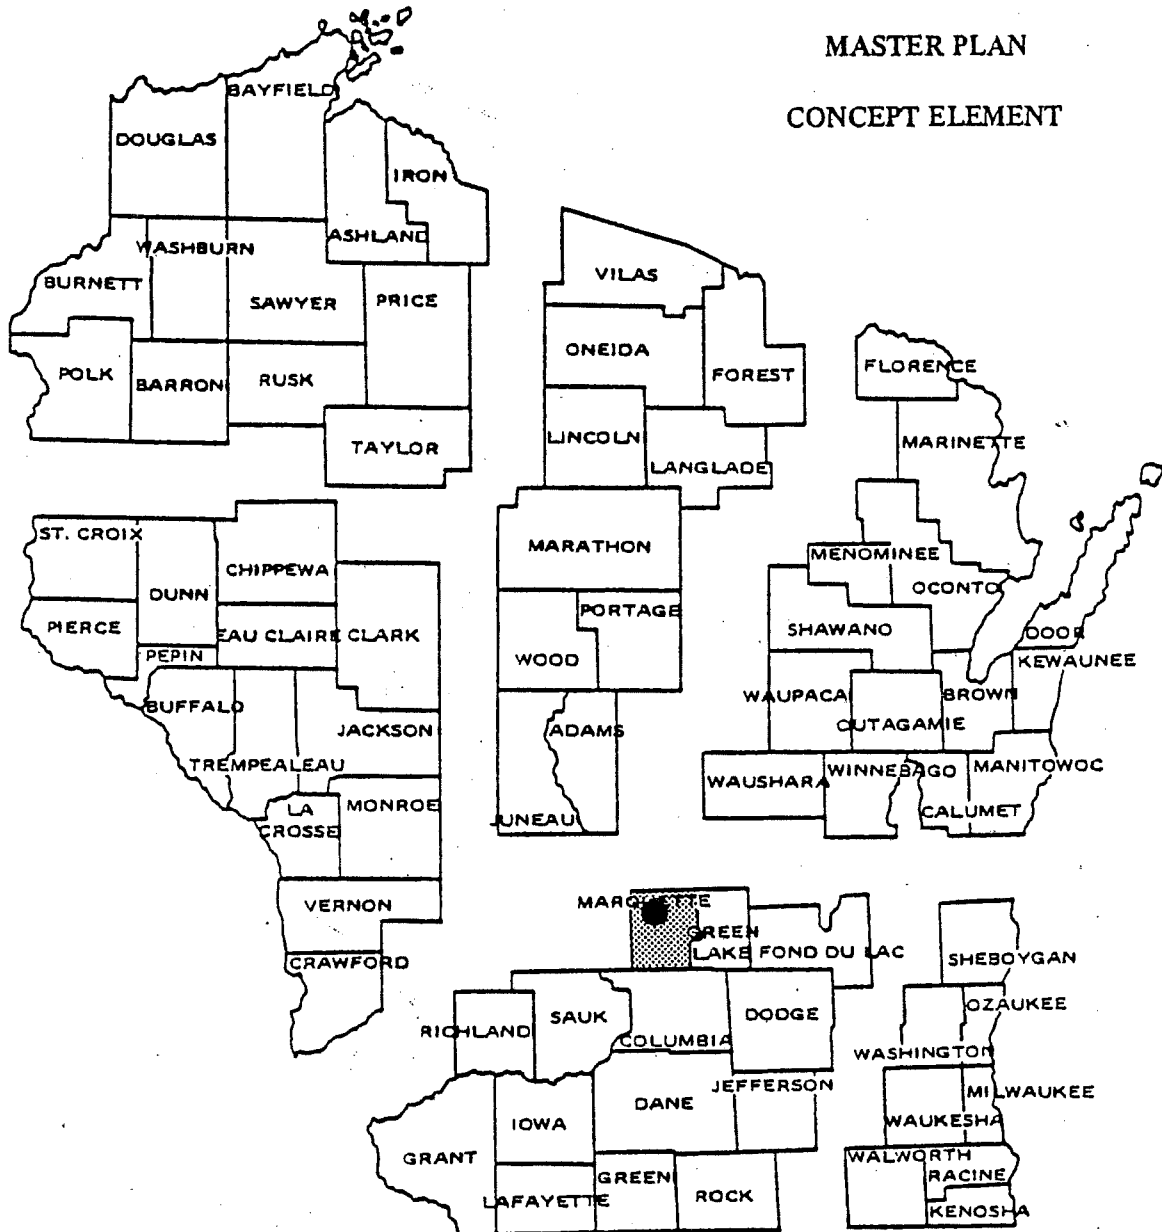 MASTER PLAN
CONCEPT ELEMENT
BAYFIELD
DOUGLAS
IRON
ASHLAND
WASHBURN
BURNETT
SAWYER
PRICE
POLK
BARRON
RUSK
TAYLOR
VILAS
ONEIDA
FOREST
LINCOLN
LANGLADE
MARATHON
PORTAGE
WOOD
ADAMS
JUNEAU
FLORENCE
MARINETTE
MENOMINEE
OCONTO
SHAWANO
DOOR
KEWAUNEE
WAUPACA
BROWN
OUTAGAMIE
WAUSHARA
WINNEBAGO
MANITOWOC
CALUMET
ST. CROIX
CHIPPEWA
DUNN
PIERCE
EAU CLAIRE
CLARK
PEPIN
BUFFALO
JACKSON
TREMPEALEAU
LA
CROSSE
MONROE
VERNON
CRAWFORD
MARQUETTE
GREEN
LAKE
FOND DU LAC
SHEBOYGAN
RICHLAND
SAUK
COLUMBIA
DODGE
OZAUKEE
WASHINGTON
JEFFERSON
DANE
IOWA
MILWAUKEE
WAUKESHA
GRANT
LAFAYETTE
GREEN
ROCK
WALWORTH
RACINE
KENOSHA